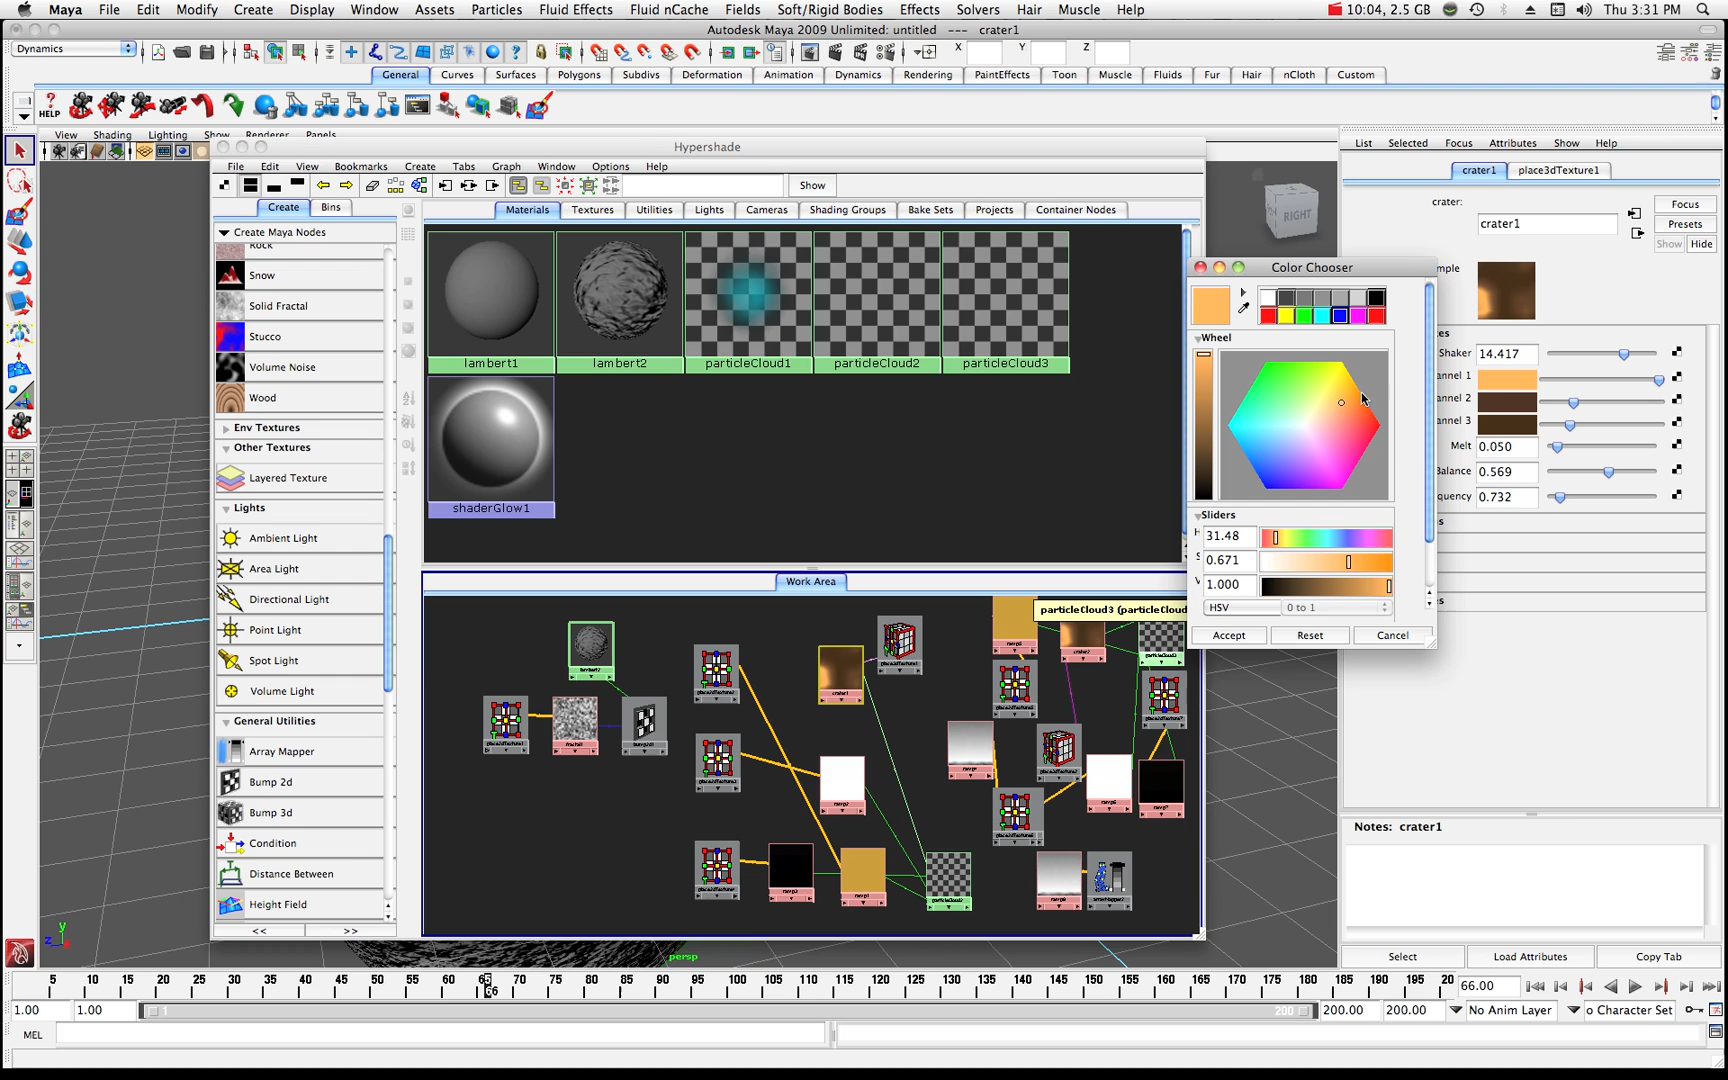 Maya File Edit Modify Create Display Window Assets Particles Fluid Effects Fluid nCache Fields Soft/Rigid Bodies Effects Solvers Hair Muscle Help 10:04, 2.5 GB Thu 3:31 PM
Autodesk Maya 2009 Unlimited: untitled --- crater1
Dynamics X Y Z
General Curves Surfaces Polygons Subdivs Deformation Animation Dynamics Rendering PaintEffects Toon Muscle Fluids Fur Hair nCloth Custom
HELP
View Shading Lighting Show Renderer Panels
Hypershade
File Edit View Bookmarks Create Tabs Graph Window Options Help
Show
Create Bins
Materials Textures Utilities Lights Cameras Shading Groups Bake Sets Projects Container Nodes
Create Maya Nodes
Rock
Snow
Solid Fractal
Stucco
Volume Noise
Wood
Env Textures
Other Textures
Layered Texture
Lights
Ambient Light
Area Light
Directional Light
Point Light
Spot Light
Volume Light
General Utilities
Array Mapper
Bump 2d
Bump 3d
Condition
Distance Between
Height Field
<< >>
lambert1 lambert2 particleCloud1 particleCloud2 particleCloud3
shaderGlow1
Work Area
particleCloud3 (particleCloud
RIGHT
persp
y
z
List Selected Focus Attributes Show Help
crater1 place3dTexture1
crater: crater1
Focus
Presets
Show Hide
mple
tes
Shaker 14.417
annel 1
annel 2
annel 3
Melt 0.050
Balance 0.569
quency 0.732
s
s
Color Chooser
Wheel
Sliders
H 31.48
S 0.671
V 1.000
HSV 0 to 1
Accept Reset Cancel
Notes: crater1
Select Load Attributes Copy Tab
5 10 15 20 25 30 35 40 45 50 55 60 65 70 75 80 85 90 95 100 105 110 115 120 125 130 135 140 145 150 155 160 165 170 175 180 185 190 195 20 66.00
66
1.00 1.00 1 200 200.00 200.00 No Anim Layer o Character Set
MEL